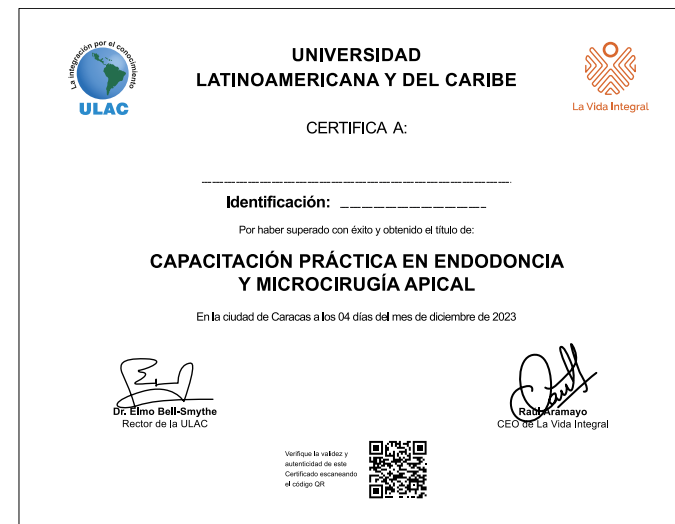 La integración por el conocimiento
ULAC
UNIVERSIDAD
LATINOAMERICANA Y DEL CARIBE
La Vida Integral
CERTIFICA A:
Identificación:
Por haber superado con éxito y obtenido el título de:
CAPACITACIÓN PRÁCTICA EN ENDODONCIA
Y MICROCIRUGÍA APICAL
En la ciudad de Caracas a los 04 días del mes de diciembre de 2023
Dr. Elmo Bell-Smythe
Rector de la ULAC
Raúl Aramayo
CEO de La Vida Integral
Verifique la validez y
autenticidad de este
Certificado escaneando
el código QR